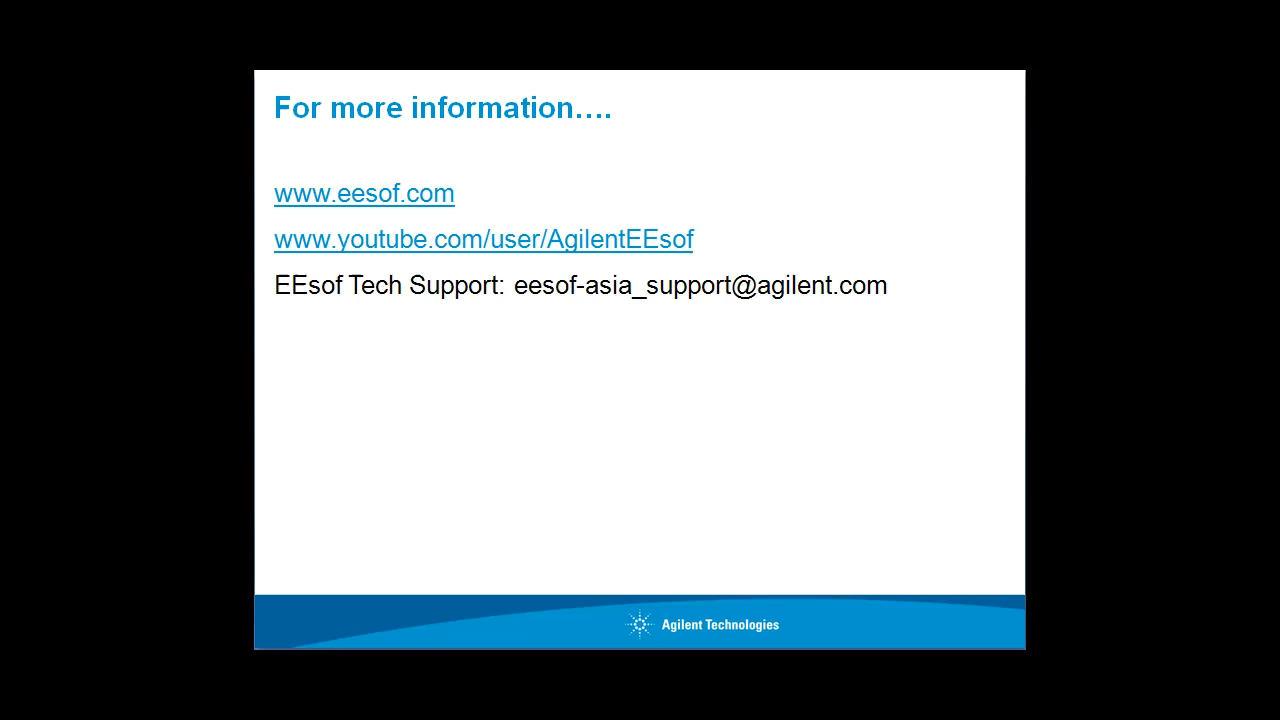 For more information….
www.eesof.com
www.youtube.com/user/AgilentEEsof
EEsof Tech Support: eesof-asia_support@agilent.com
Agilent Technologies